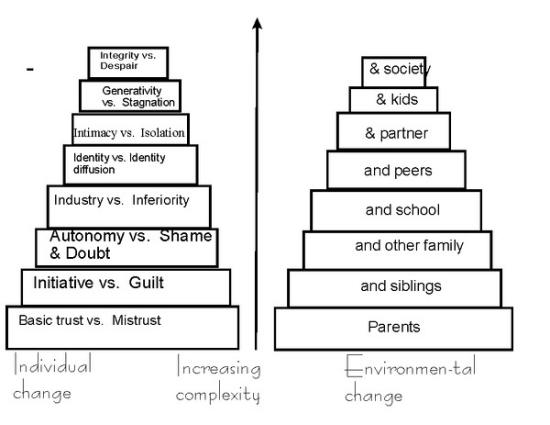 -
Integrity vs.
Despair
Generativity
vs. Stagnation
Intimacy vs. Isolation
Identity vs. Identity
diffusion
Industry vs. Inferiority
Autonomy vs. Shame
& Doubt
Initiative vs. Guilt
Basic trust vs. Mistrust
& society
& kids
& partner
and peers
and school
and other family
and siblings
Parents
Individual
change
Increasing
complexity
Environmen-tal
change